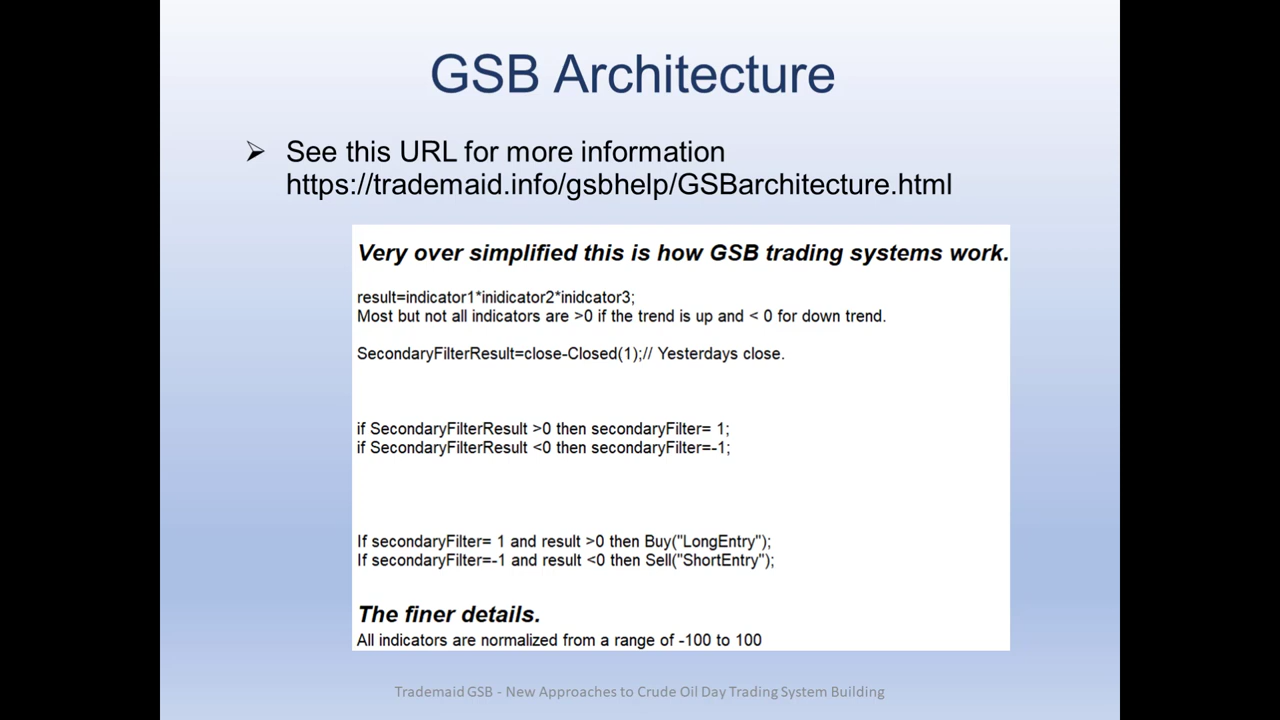 GSB Architecture
➢ See this URL for more information
https://trademaid.info/gsbhelp/GSBarchitecture.html
Very over simplified this is how GSB trading systems work.
result=indicator1*inidicator2*inidcator3;
Most but not all indicators are >0 if the trend is up and < 0 for down trend.
SecondaryFilterResult=close-Closed(1);// Yesterdays close.
if SecondaryFilterResult >0 then secondaryFilter= 1;
if SecondaryFilterResult <0 then secondaryFilter=-1;
If secondaryFilter= 1 and result >0 then Buy("LongEntry");
If secondaryFilter=-1 and result <0 then Sell("ShortEntry");
The finer details.
All indicators are normalized from a range of -100 to 100
Trademaid GSB - New Approaches to Crude Oil Day Trading System Building